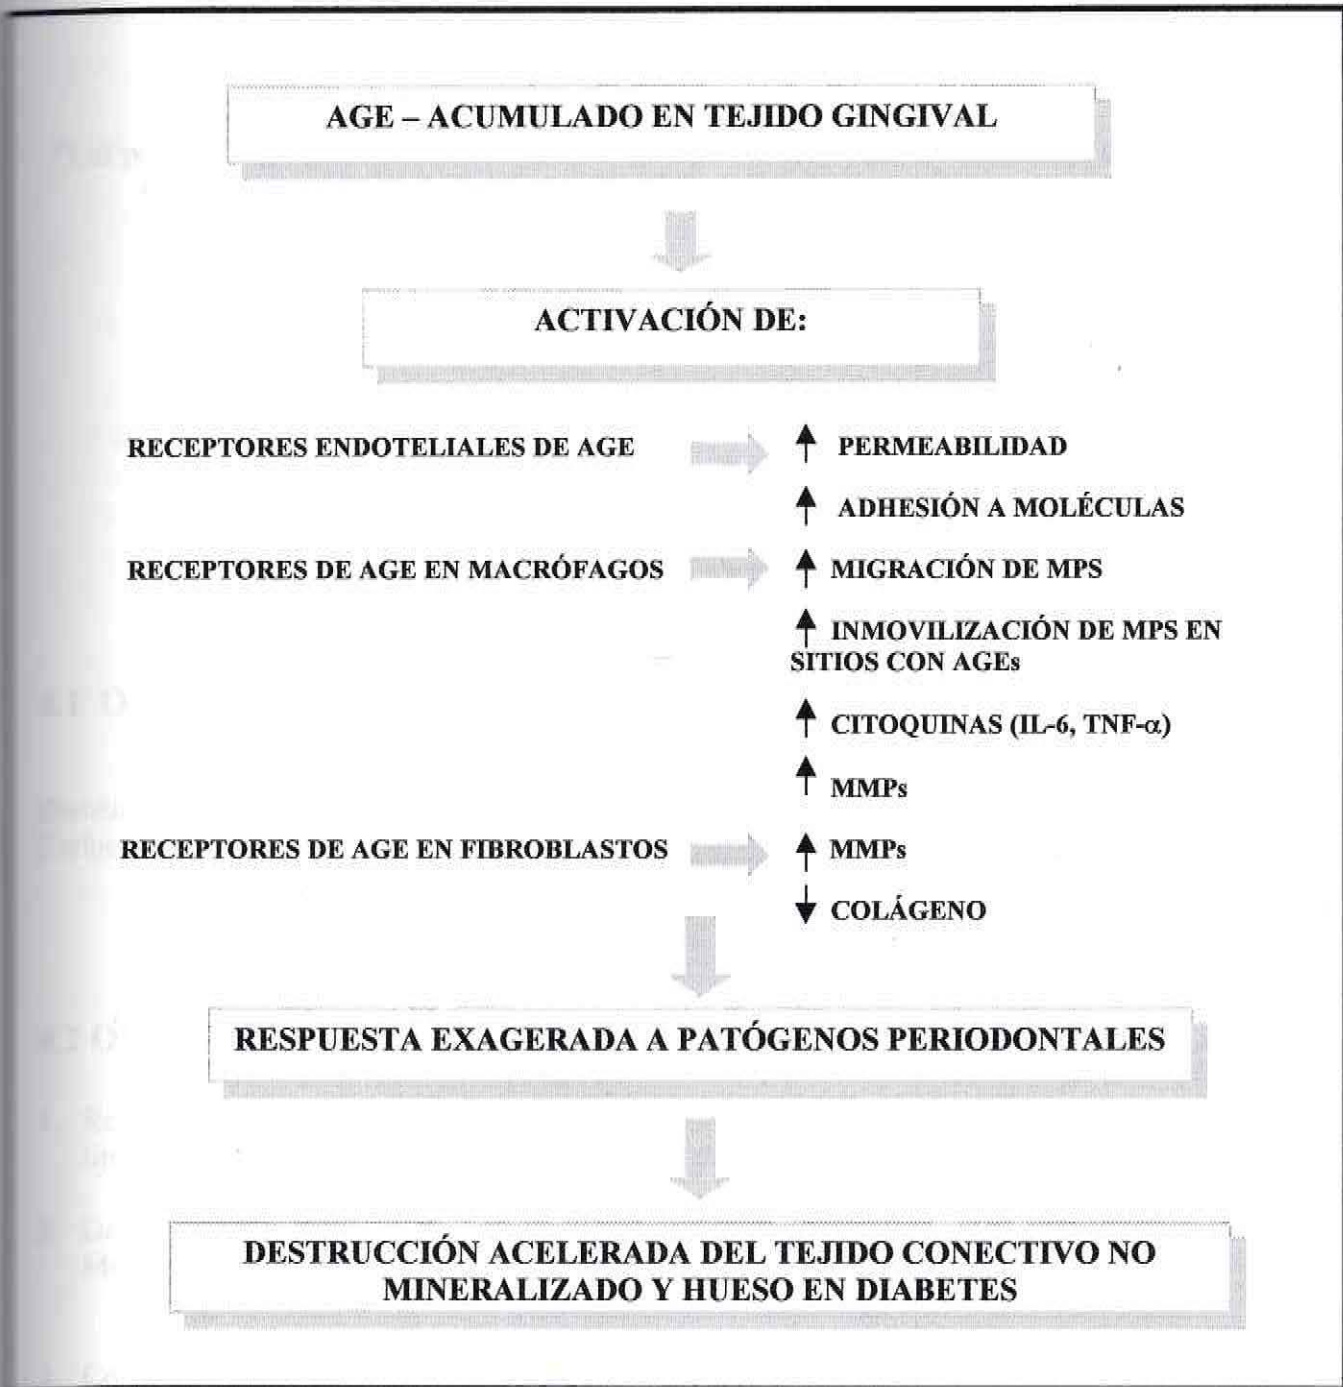 AGE – ACUMULADO EN TEJIDO GINGIVAL
ACTIVACIÓN DE:
RECEPTORES ENDOTELIALES DE AGE
↑ PERMEABILIDAD
↑ ADHESIÓN A MOLÉCULAS
RECEPTORES DE AGE EN MACRÓFAGOS
↑ MIGRACIÓN DE MPS
↑ INMOVILIZACIÓN DE MPS EN
SITIOS CON AGEs
↑ CITOQUINAS (IL-6, TNF-α)
↑ MMPs
RECEPTORES DE AGE EN FIBROBLASTOS
↑ MMPs
↓ COLÁGENO
RESPUESTA EXAGERADA A PATÓGENOS PERIODONTALES
DESTRUCCIÓN ACELERADA DEL TEJIDO CONECTIVO NO
MINERALIZADO Y HUESO EN DIABETES